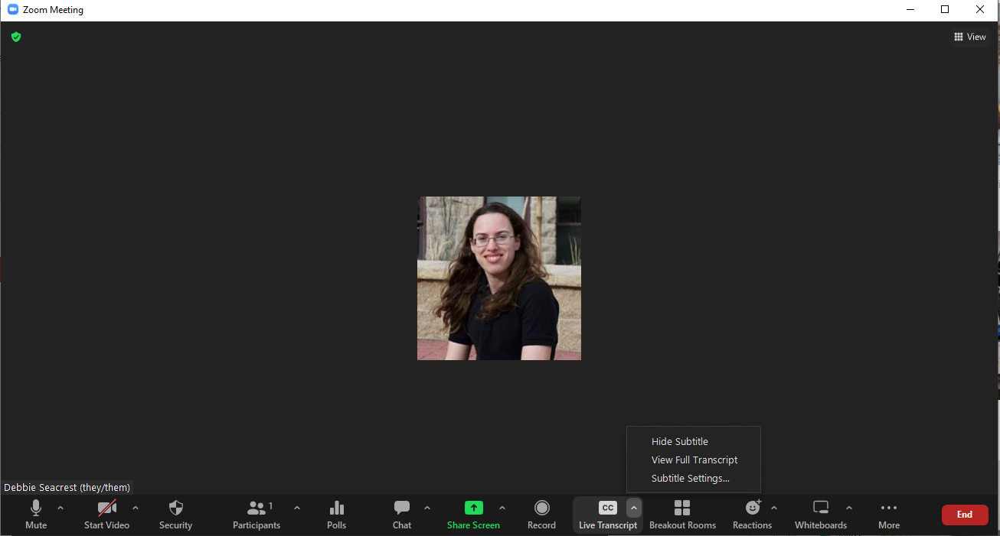 Zoom Meeting
View
Hide Subtitle
View Full Transcript
Subtitle Settings...
Debbie Seacrest (they/them)
1
CC
Mute
Start Video
Security
Participants
Polls
Chat
Share Screen
Record
Live Transcript
Breakout Rooms
Reactions
Whiteboards
More
End